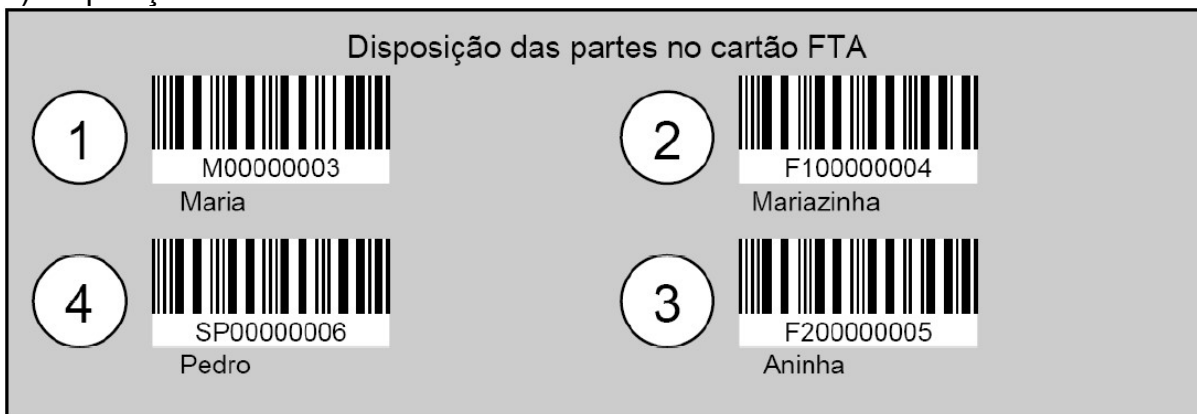 Disposição das partes no cartão FTA
1
M00000003
Maria
2
F100000004
Mariazinha
4
SP00000006
Pedro
3
F200000005
Aninha